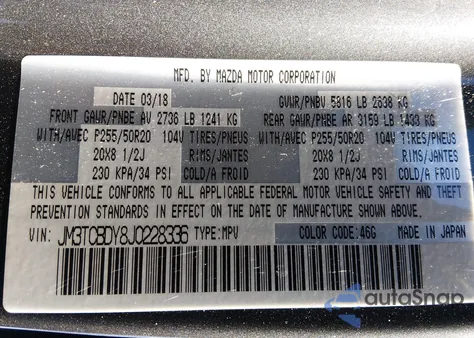 MFD. BY MAZDA MOTOR CORPORATION
DATE 03/18 GVWR/PNBV 5816 LB 2638 KG
FRONT GAWR/PNBE AV 2736 LB 1241 KG REAR GAWR/PNBE AR 3159 LB 1433 KG
WITH/AVEC P255/50R20 104V TIRES/PNEUS WITH/AVEC P255/50R20 104V TIRES/PNEUS
20X8 1/2J RIMS/JANTES 20X8 1/2J RIMS/JANTES
230 KPA/34 PSI COLD/FROID 230 KPA/34 PSI COLD/FROID
THIS VEHICLE CONFORMS TO ALL APPLICABLE FEDERAL MOTOR VEHICLE SAFETY AND THEFT
PREVENTION STANDARDS IN EFFECT ON THE DATE OF MANUFACTURE SHOWN ABOVE.
VIN: JM3TCBDY8J0228336 TYPE:MPV COLOR CODE:46G MADE IN JAPAN
autoSnap